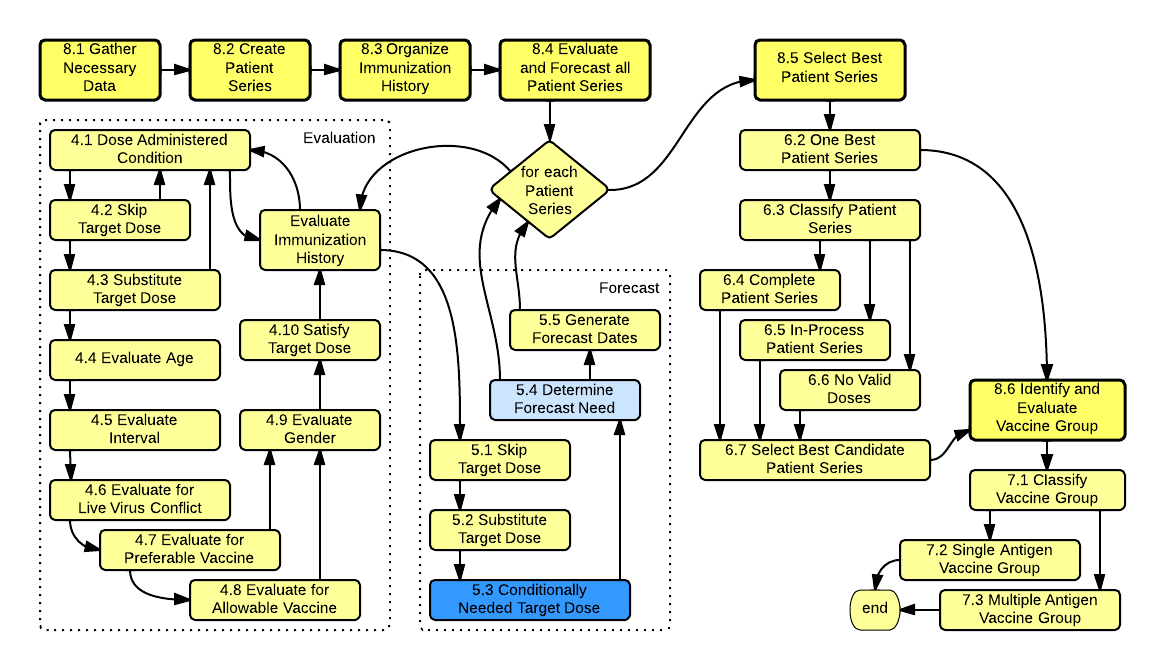 8.1 Gather
Necessary
Data
8.2 Create
Patient
Series
8.3 Organize
Immunization
History
8.4 Evaluate
and Forecast all
Patient Series
8.5 Select Best
Patient Series
Evaluation
4.1 Dose Administered
Condition
4.2 Skip
Target Dose
4.3 Substitute
Target Dose
4.4 Evaluate Age
4.5 Evaluate
Interval
4.6 Evaluate for
Live Virus Conflict
4.7 Evaluate for
Preferable Vaccine
4.8 Evaluate for
Allowable Vaccine
4.9 Evaluate
Gender
4.10 Satisfy
Target Dose
Evaluate
Immunization
History
for each
Patient
Series
Forecast
5.5 Generate
Forecast Dates
5.4 Determine
Forecast Need
5.1 Skip
Target Dose
5.2 Substitute
Target Dose
5.3 Conditionally
Needed Target Dose
6.2 One Best
Patient Series
6.3 Classify Patient
Series
6.4 Complete
Patient Series
6.5 In-Process
Patient Series
6.6 No Valid
Doses
6.7 Select Best Candidate
Patient Series
8.6 Identify and
Evaluate
Vaccine Group
7.1 Classify
Vaccine Group
7.2 Single Antigen
Vaccine Group
7.3 Multiple Antigen
Vaccine Group
end